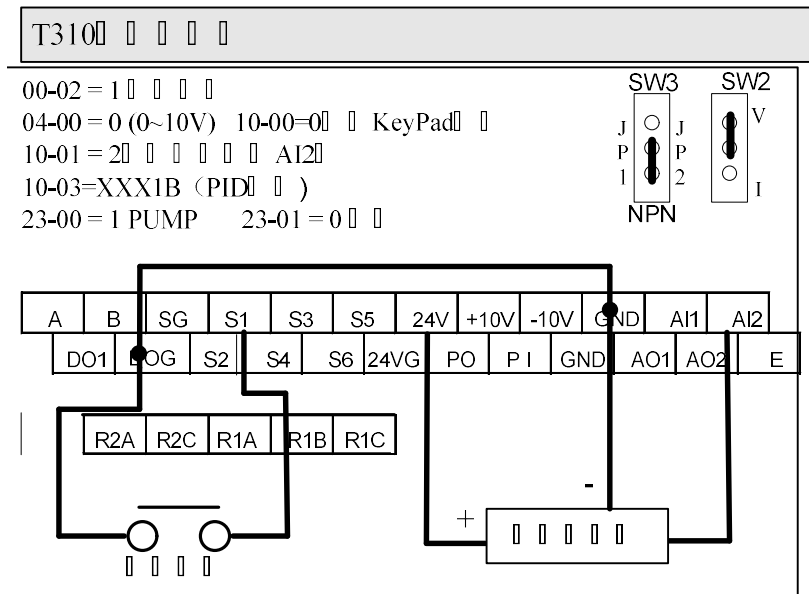 T310
00-02 = 1
04-00 = 0 (0~10V) 10-00=0 KeyPad
10-01 = 2 AI2
10-03=XXX1B (PID )
23-00 = 1 PUMP 23-01 = 0
SW3 SW2
J J V
P P
1 2 I
NPN
A B SG S1 S3 S5 24V +10V -10V GND AI1 AI2
DO1 DOG S2 S4 S6 24VG PO P I GND AO1 AO2 E
R2A R2C R1A R1B R1C
-
+